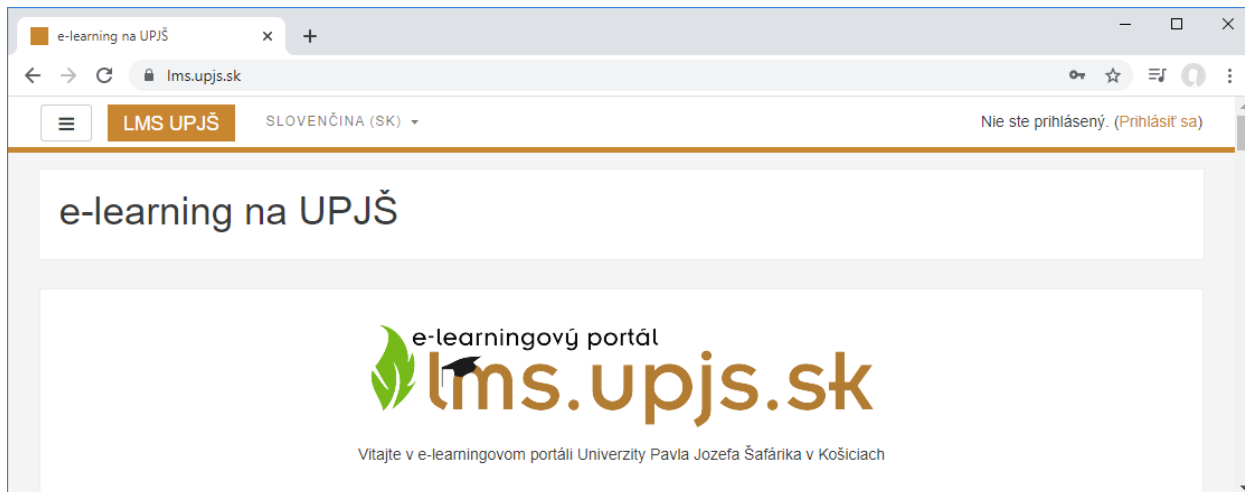 e-learning na UPJŠ
lms.upjs.sk
LMS UPJŠ SLOVENČINA (SK) Nie ste prihlásený. (Prihlásiť sa)
e-learning na UPJŠ
e-learningový portál
lms.upjs.sk
Vitajte v e-learningovom portáli Univerzity Pavla Jozefa Šafárika v Košiciach